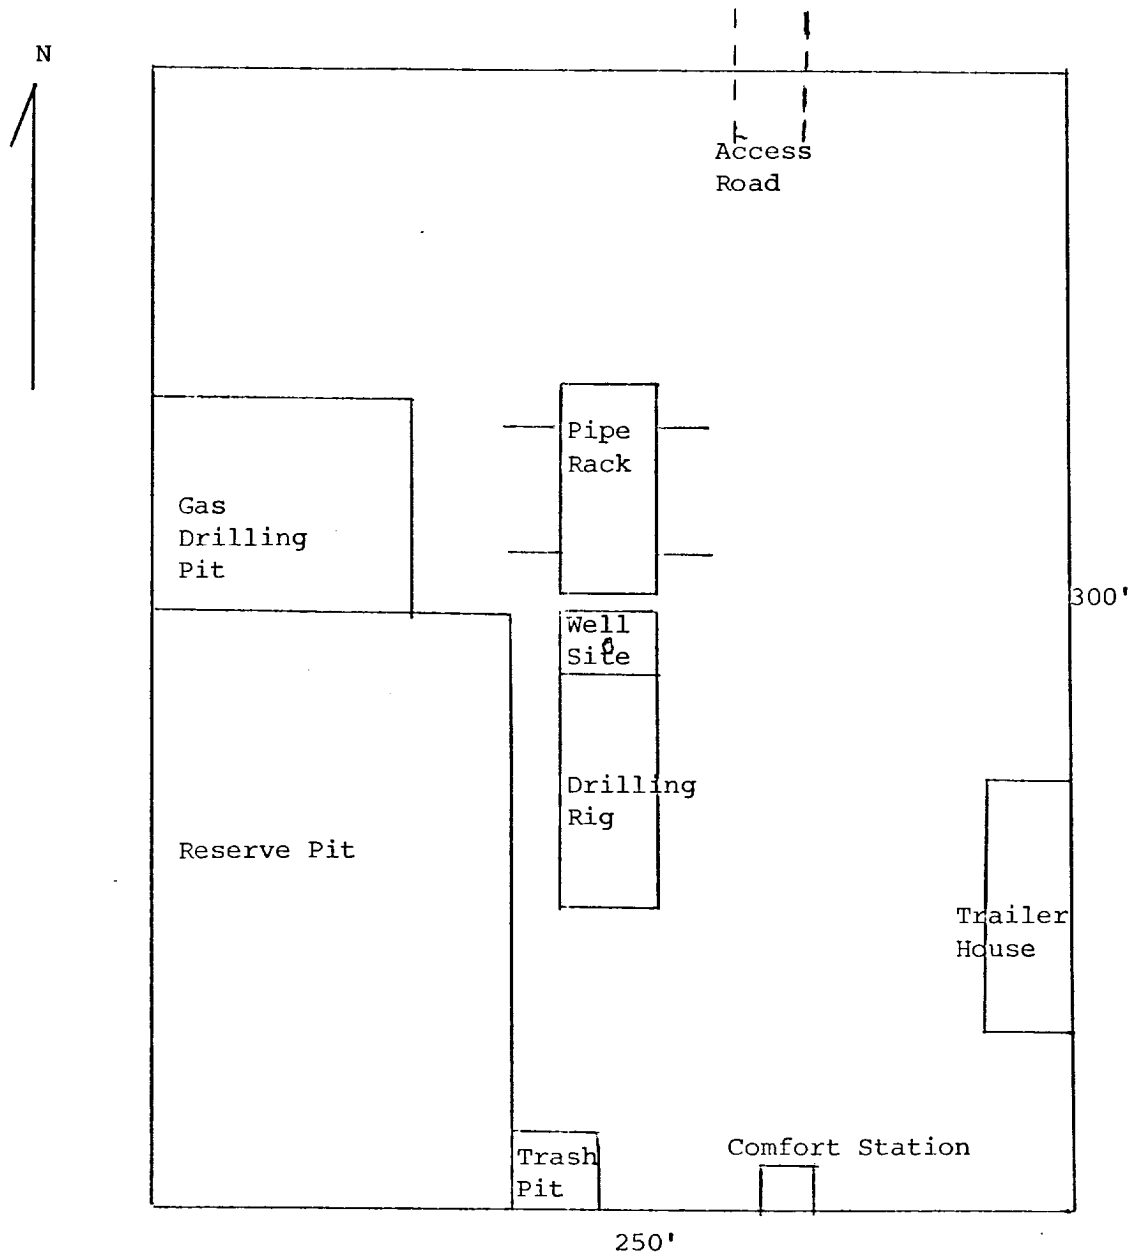 N
Access
Road
Pipe
Rack
Gas
Drilling
Pit
300'
Well
Site
Drilling
Rig
Reserve Pit
Trailer
House
Comfort Station
Trash
Pit
250'